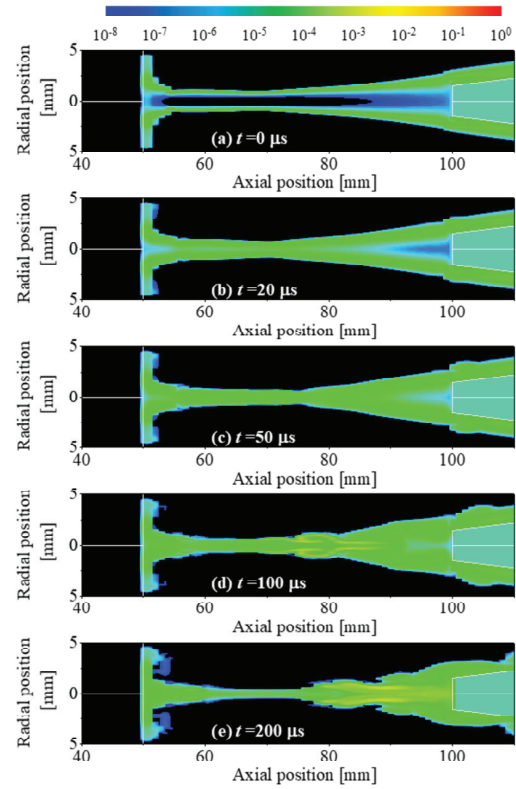 10⁻⁸ 10⁻⁷ 10⁻⁶ 10⁻⁵ 10⁻⁴ 10⁻³ 10⁻² 10⁻¹ 10⁰
Radial position
[mm]
5
0
5
(a) t =0 μs
40 60 80 100
Axial position [mm]
Radial position
[mm]
5
0
5
(b) t = 20 μs
40 60 80 100
Axial position [mm]
Radial position
[mm]
5
0
5
(c) t = 50 μs
40 60 80 100
Axial position [mm]
Radial position
[mm]
5
0
5
(d) t =100 μs
40 60 80 100
Axial position [mm]
Radial position
[mm]
5
0
5
(e) t =200 μs
40 60 80 100
Axial position [mm]